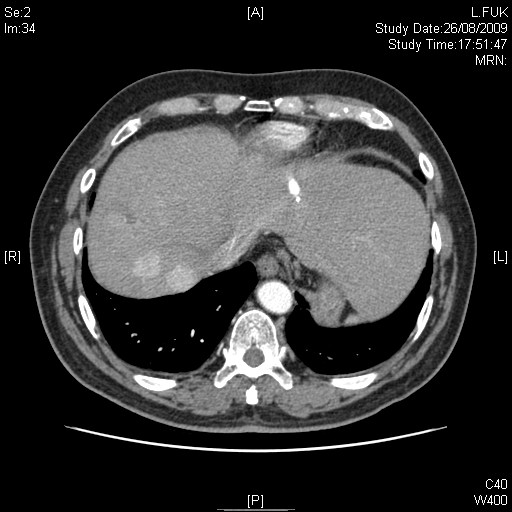 Se:2
Im:34
[A]
L.FUK
Study Date:26/08/2009
Study Time:17:51:47
MRN:
[R]
[L]
[P]
C40
W400